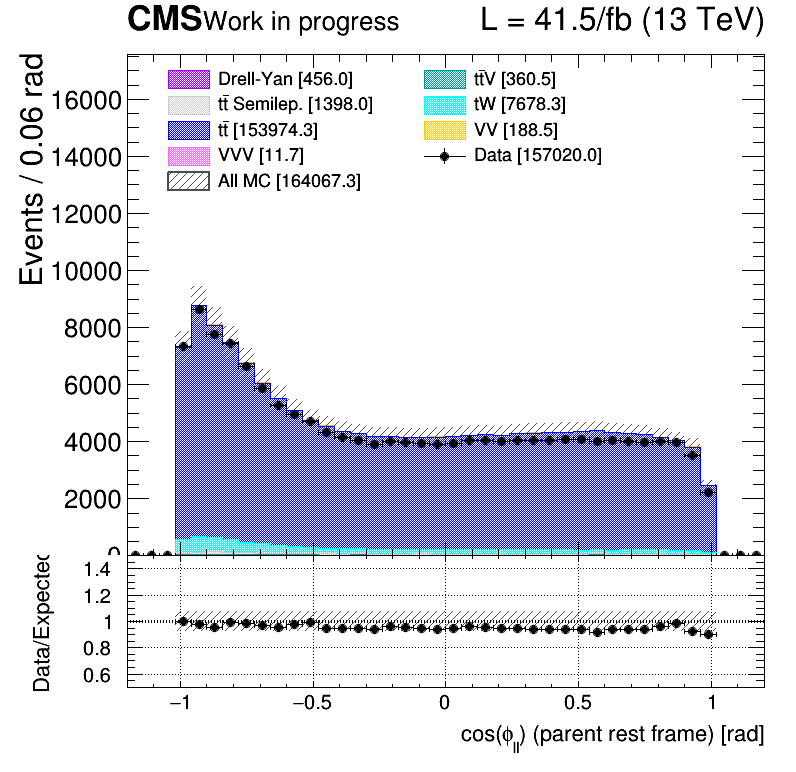 CMS Work in progress L = 41.5/fb (13 TeV)
Events / 0.06 rad
Drell-Yan [456.0]
tt̄ Semilep. [1398.0]
tt̄ [153974.3]
VVV [11.7]
All MC [164067.3]
tt̄V [360.5]
tW [7678.3]
VV [188.5]
Data [157020.0]
16000
14000
12000
10000
8000
6000
4000
2000
0
Data/Expected
1.4
1.2
1
0.8
0.6
−1 −0.5 0 0.5 1
cos(ϕ_ll) (parent rest frame) [rad]